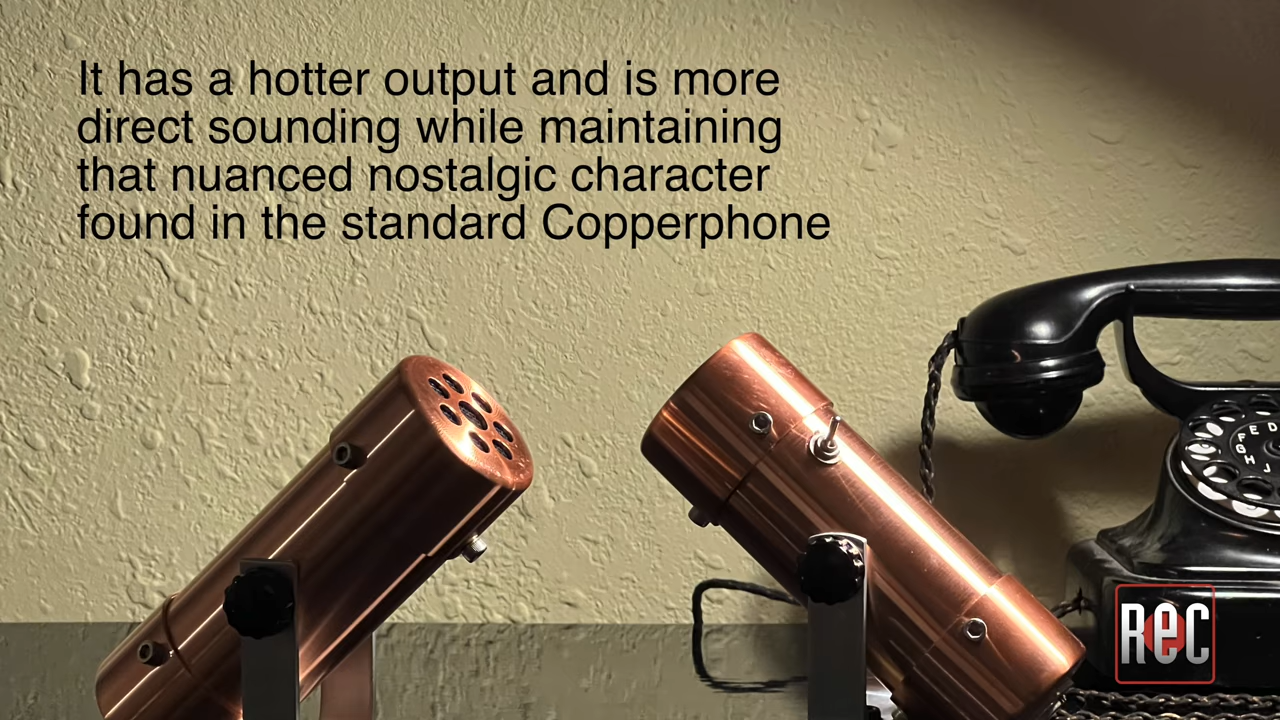 It has a hotter output and is more
direct sounding while maintaining
that nuanced nostalgic character
found in the standard Copperphone
F E D
G
H J
REC